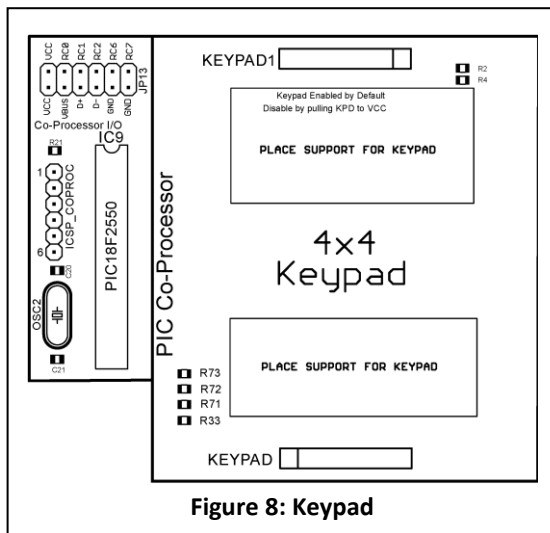 VCC RC0 RC1 RC2 RC6 RC7
JP13
VCC VBUS D+ D- GND GND
Co-Processor I/O
IC9
R21
1
ICSP_COPROC
6
C20
OSC2
C21
PIC18F2550
PIC Co-Processor
KEYPAD1
R2
R4
Keypad Enabled by Default
Disable by pulling KPD to VCC
PLACE SUPPORT FOR KEYPAD
4x4
Keypad
PLACE SUPPORT FOR KEYPAD
R73
R72
R71
R33
KEYPAD
Figure 8: Keypad